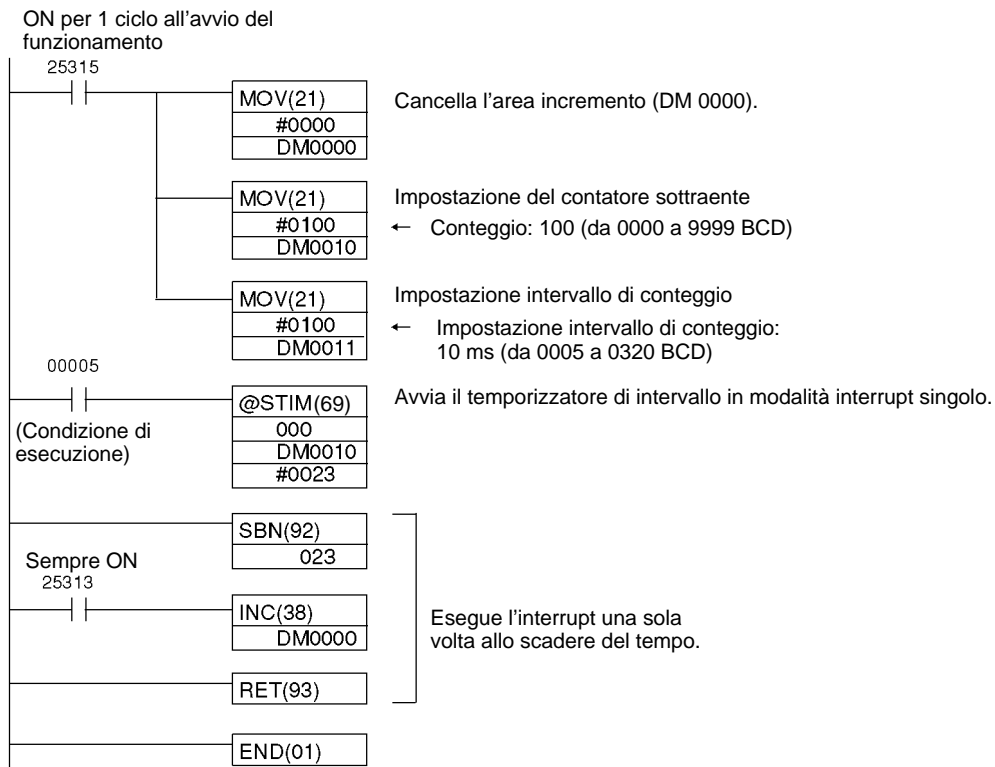 ON per 1 ciclo all'avvio del
funzionamento
25315
MOV(21)
#0000
DM0000
Cancella l'area incremento (DM 0000).
MOV(21)
#0100
DM0010
Impostazione del contatore sottraente
← Conteggio: 100 (da 0000 a 9999 BCD)
MOV(21)
#0100
DM0011
Impostazione intervallo di conteggio
← Impostazione intervallo di conteggio:
10 ms (da 0005 a 0320 BCD)
00005
(Condizione di
esecuzione)
@STIM(69)
000
DM0010
#0023
Avvia il temporizzatore di intervallo in modalità interrupt singolo.
SBN(92)
023
Sempre ON
25313
INC(38)
DM0000
Esegue l'interrupt una sola
volta allo scadere del tempo.
RET(93)
END(01)